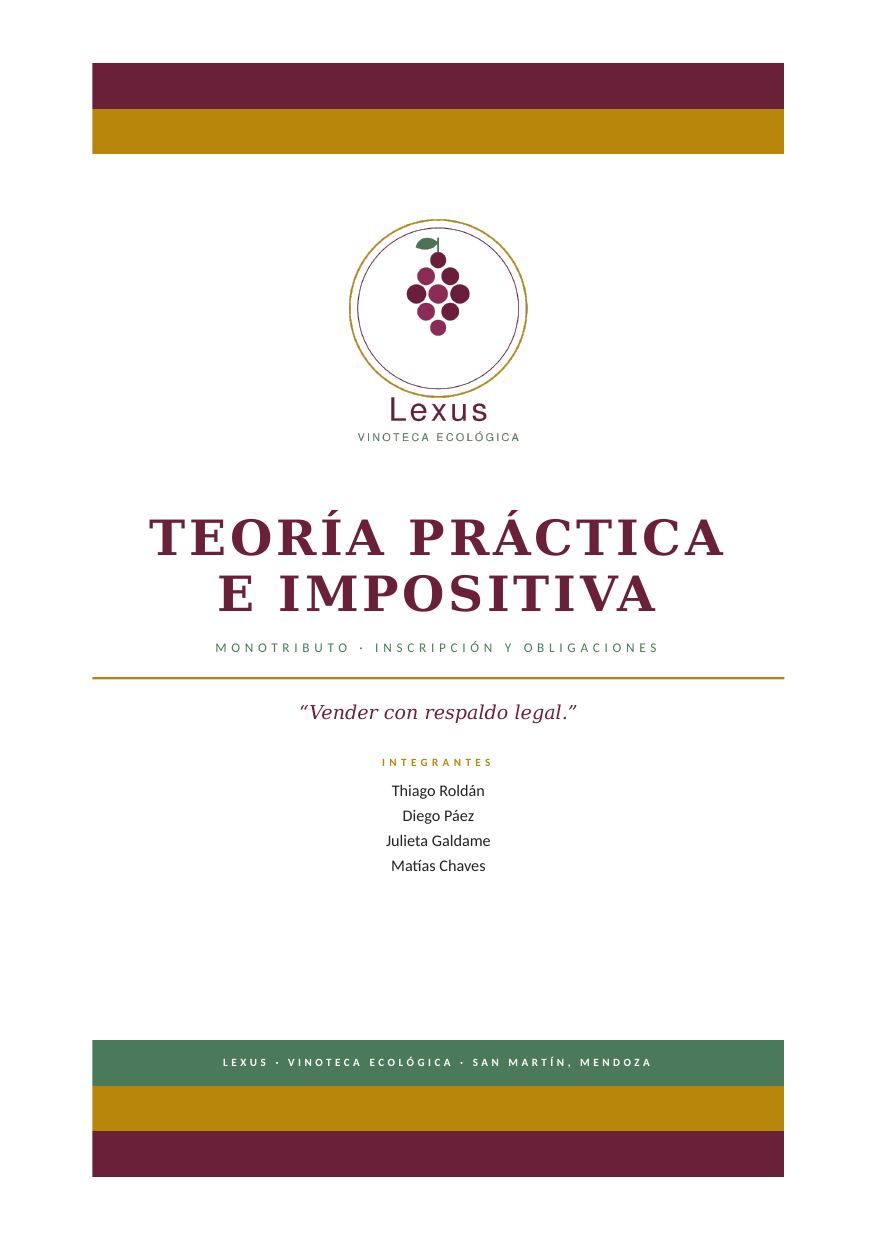 Lexus
VINOTECA ECOLÓGICA
TEORÍA PRÁCTICA
E IMPOSITIVA
MONOTRIBUTO · INSCRIPCIÓN Y OBLIGACIONES
“Vender con respaldo legal.”
INTEGRANTES
Thiago Roldán
Diego Páez
Julieta Galdame
Matías Chaves
LEXUS · VINOTECA ECOLÓGICA · SAN MARTÍN, MENDOZA